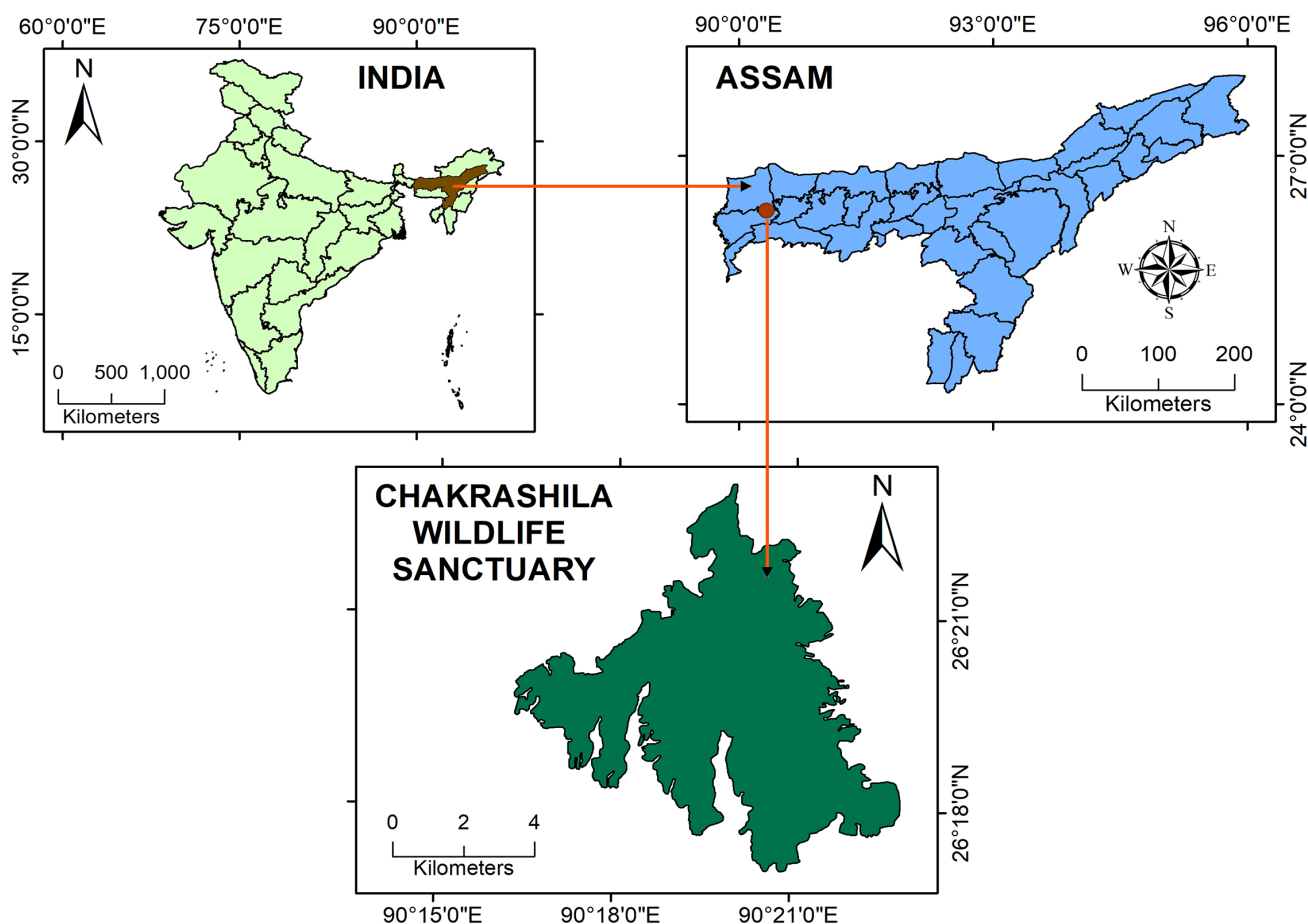 60°0'0"E 75°0'0"E 90°0'0"E
INDIA
N
30°0'0"N
15°0'0"N
0 500 1,000
Kilometers
90°0'0"E 93°0'0"E 96°0'0"E
ASSAM
27°0'0"N
24°0'0"N
N
W E
S
0 100 200
Kilometers
CHAKRASHILA
WILDLIFE
SANCTUARY
N
26°21'0"N
26°18'0"N
0 2 4
Kilometers
90°15'0"E 90°18'0"E 90°21'0"E